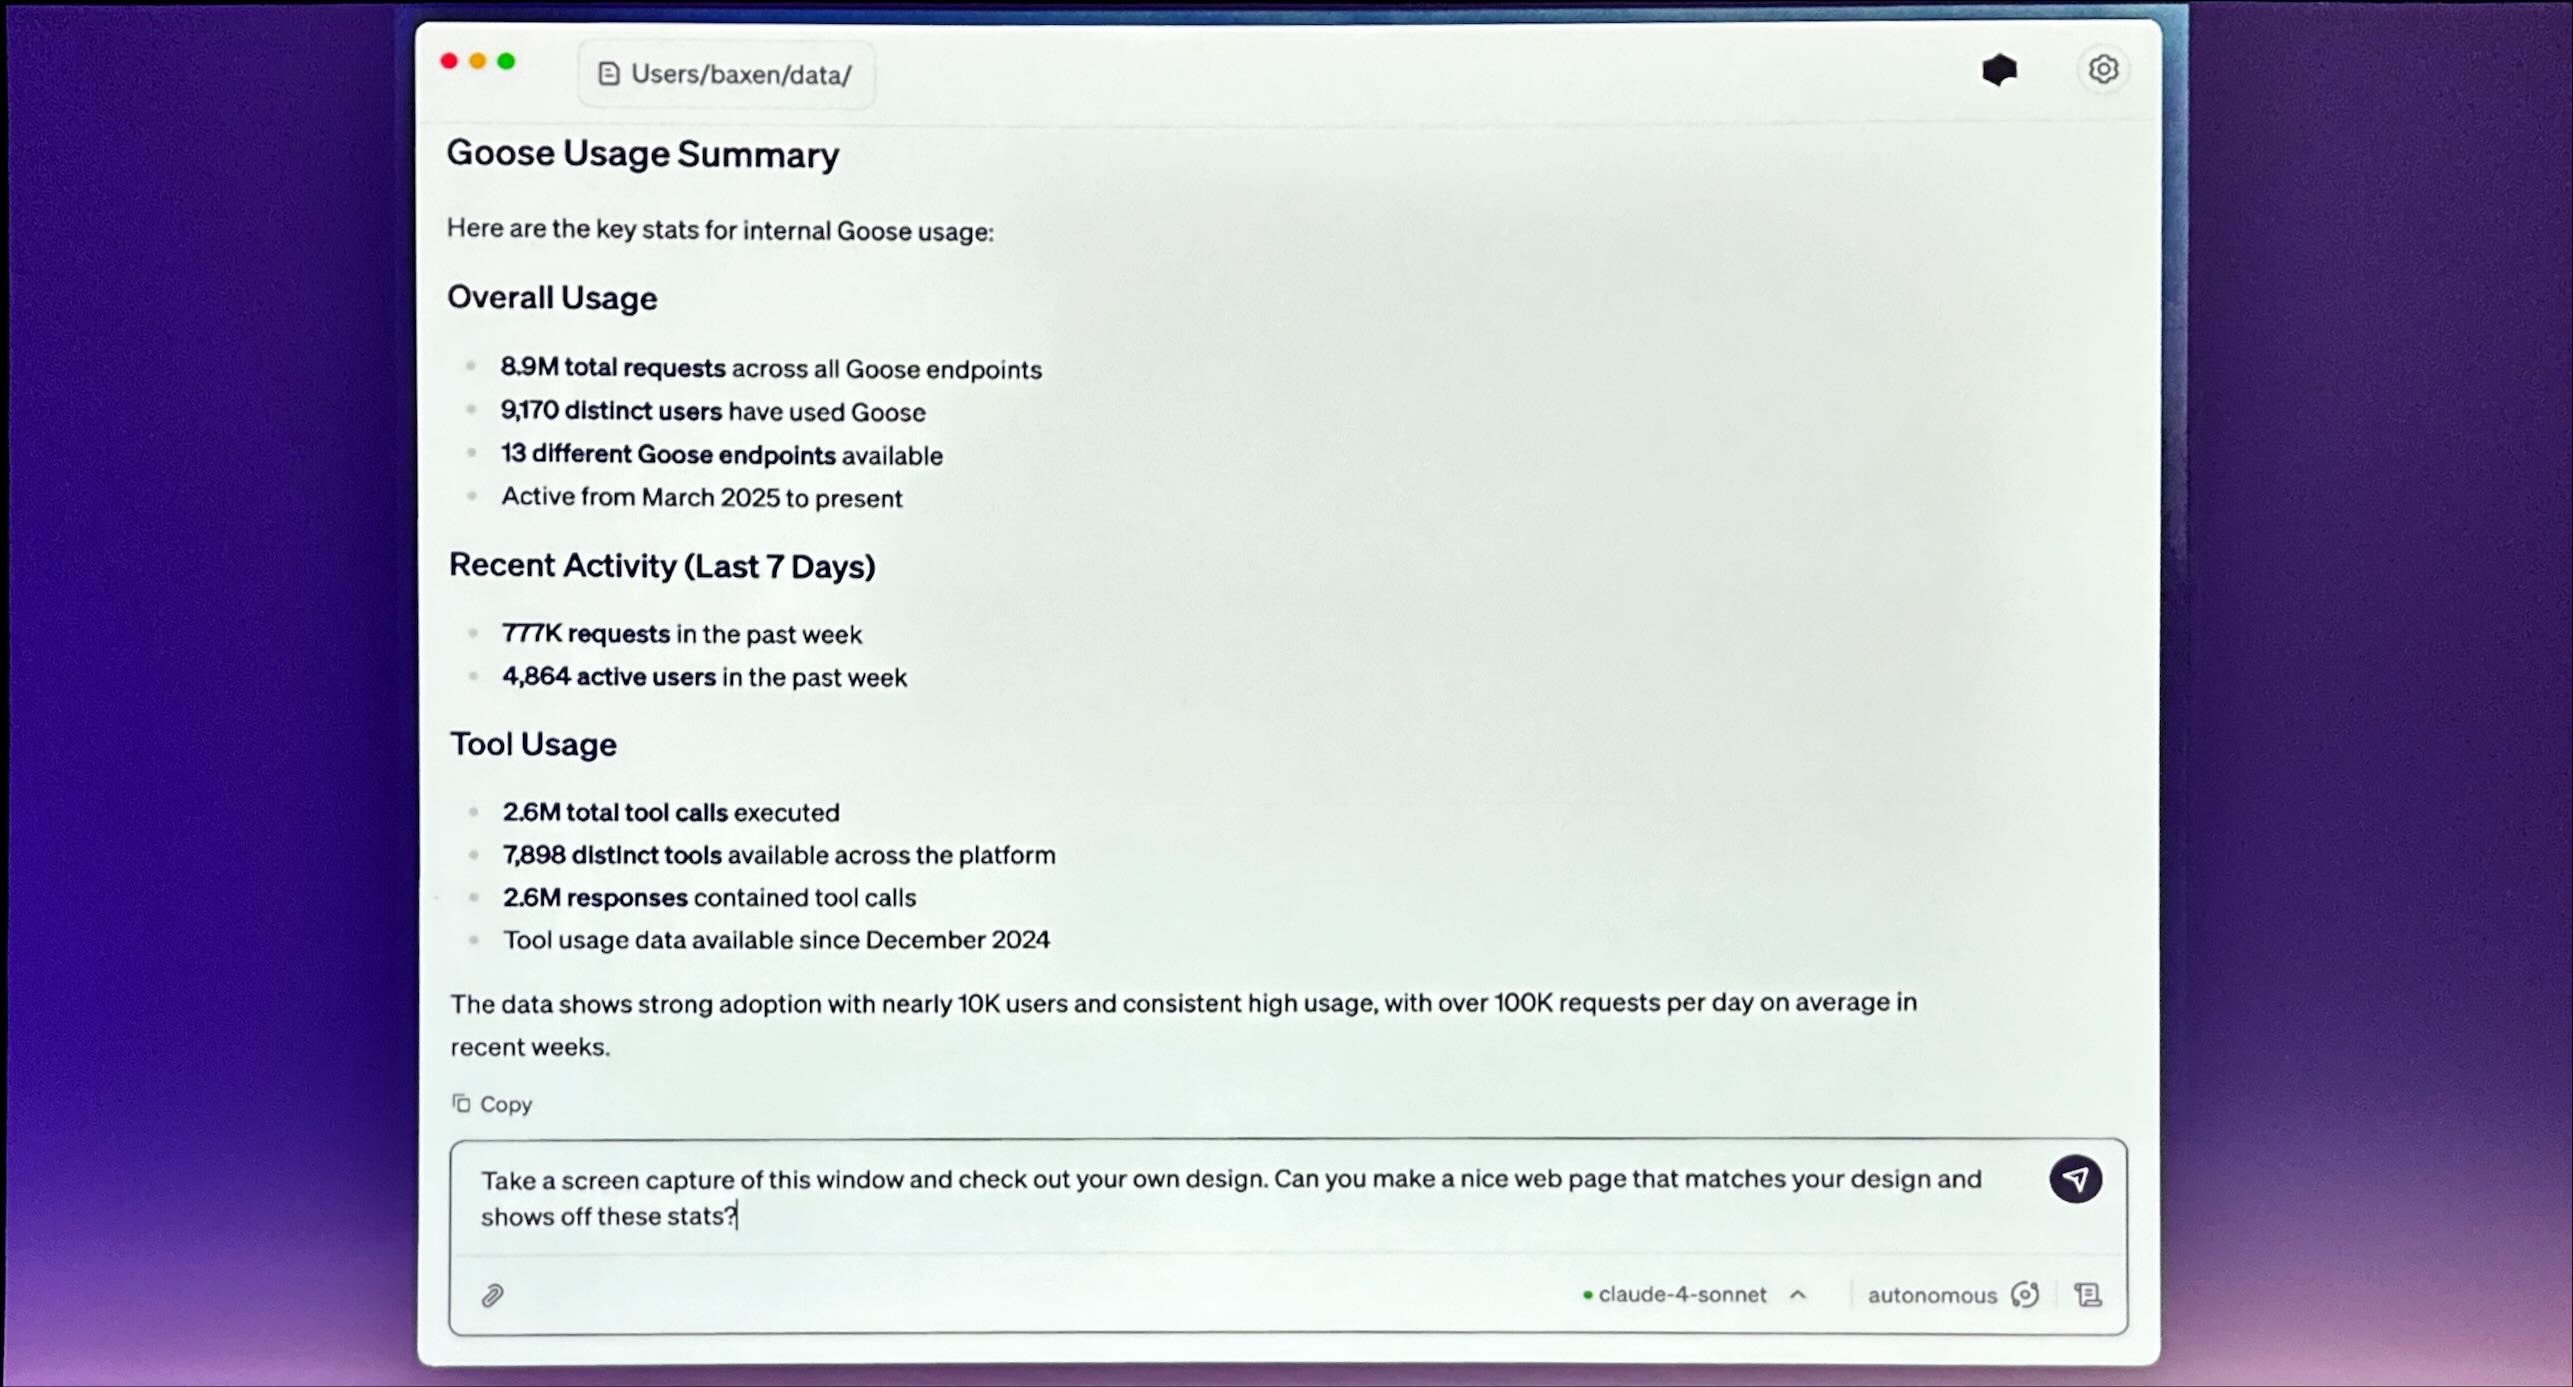 Users/baxen/data/
Goose Usage Summary
Here are the key stats for internal Goose usage:
Overall Usage
8.9M total requests across all Goose endpoints
9,170 distinct users have used Goose
13 different Goose endpoints available
Active from March 2025 to present
Recent Activity (Last 7 Days)
777K requests in the past week
4,864 active users in the past week
Tool Usage
2.6M total tool calls executed
7,898 distinct tools available across the platform
2.6M responses contained tool calls
Tool usage data available since December 2024
The data shows strong adoption with nearly 10K users and consistent high usage, with over 100K requests per day on average in
recent weeks.
Copy
Take a screen capture of this window and check out your own design. Can you make a nice web page that matches your design and
shows off these stats?
claude-4-sonnet autonomous